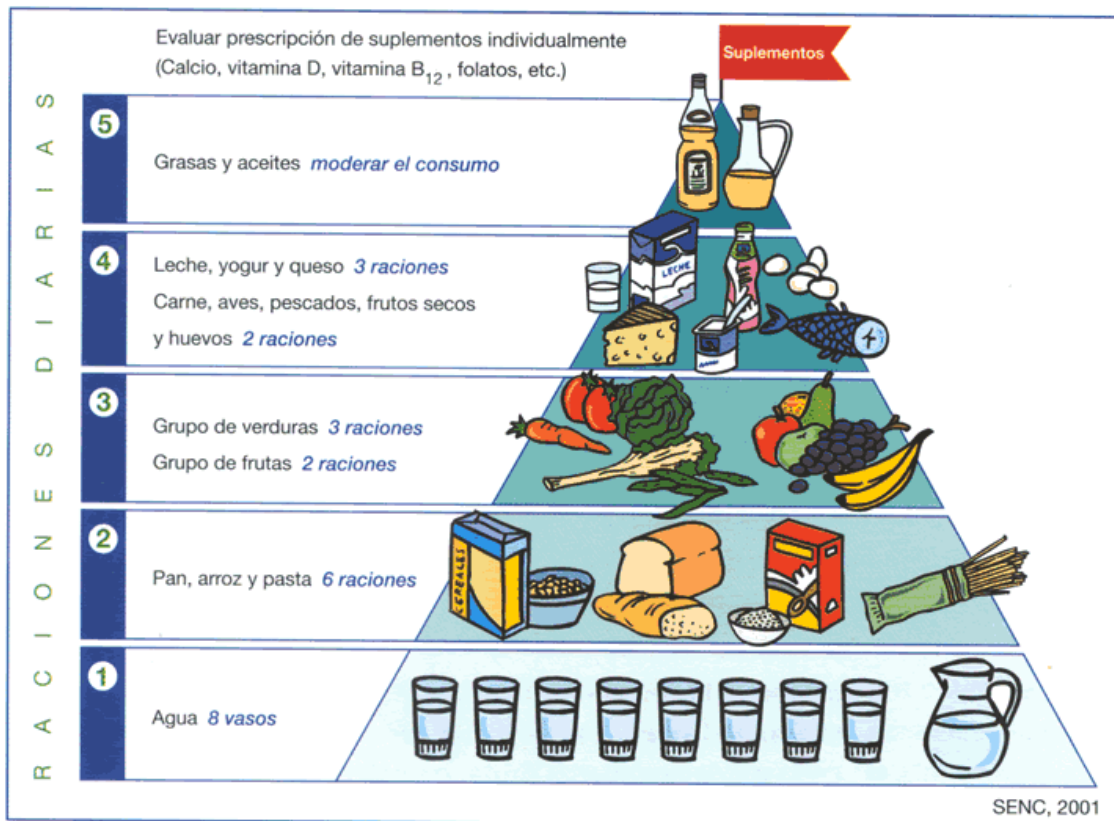 Evaluar prescripción de suplementos individualmente
(Calcio, vitamina D, vitamina B12, folatos, etc.)
Suplementos
RACIONES DIARIAS
5
Grasas y aceites moderar el consumo
4
Leche, yogur y queso 3 raciones
Carne, aves, pescados, frutos secos
y huevos 2 raciones
LECHE
3
Grupo de verduras 3 raciones
Grupo de frutas 2 raciones
2
Pan, arroz y pasta 6 raciones
CEREALES
1
Agua 8 vasos
SENC, 2001